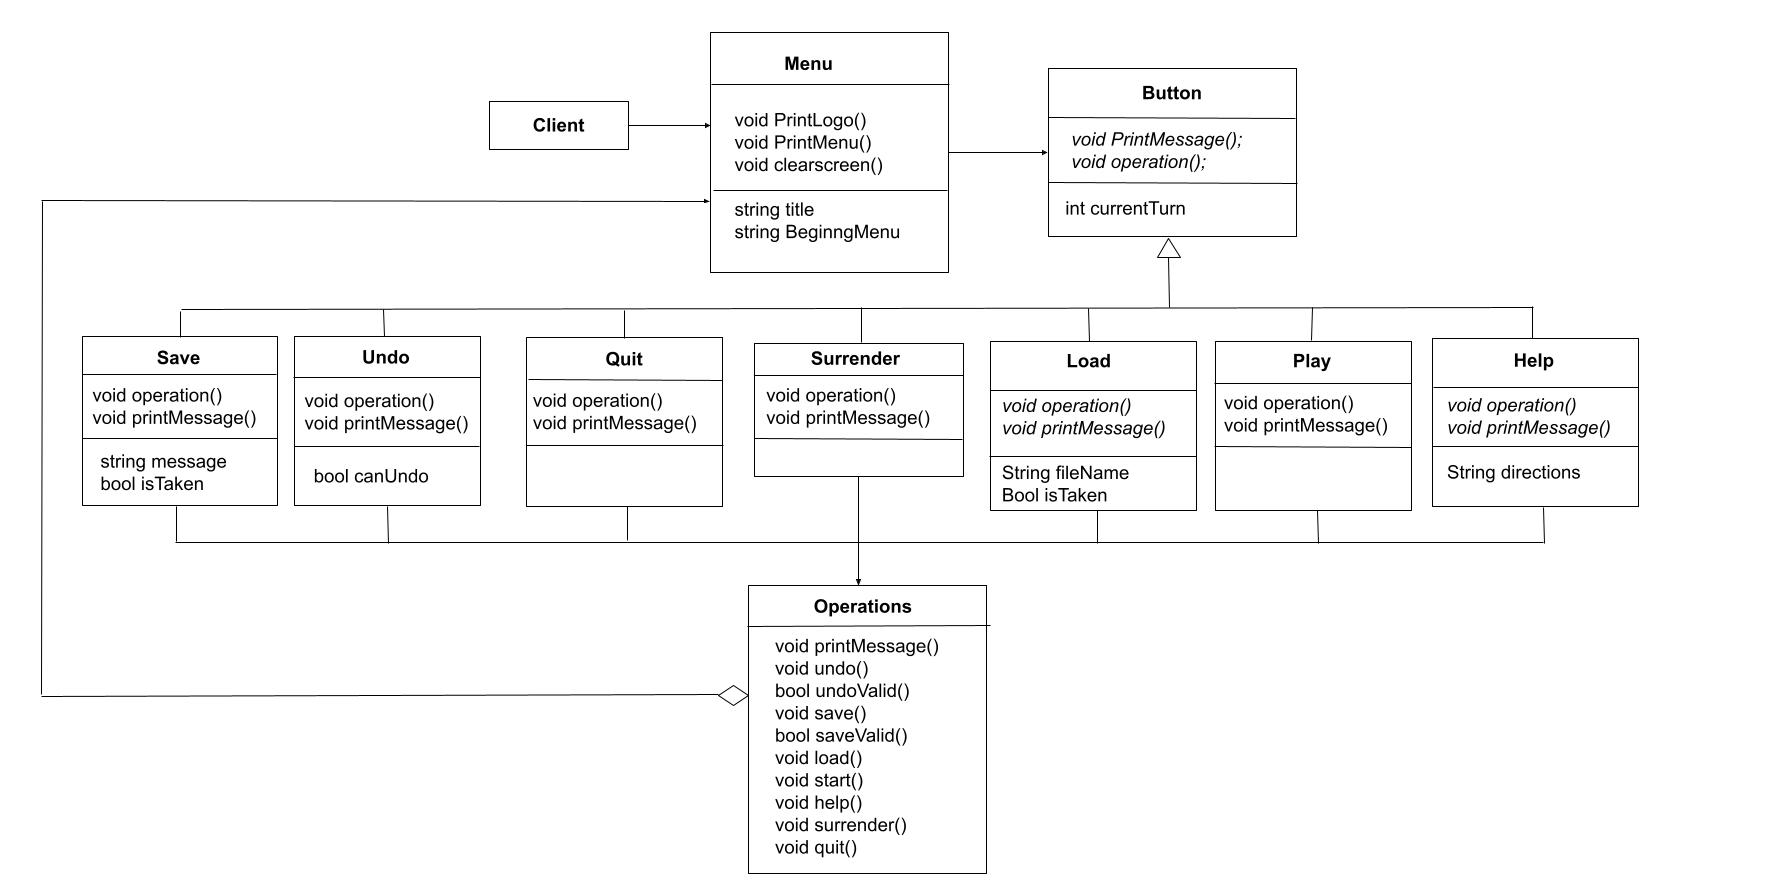 Menu
void PrintLogo()
void PrintMenu()
void clearscreen()
string title
string BeginngMenu
Client
Button
void PrintMessage();
void operation();
int currentTurn
Save
void operation()
void printMessage()
string message
bool isTaken
Undo
void operation()
void printMessage()
bool canUndo
Quit
void operation()
void printMessage()
Surrender
void operation()
void printMessage()
Load
void operation()
void printMessage()
String fileName
Bool isTaken
Play
void operation()
void printMessage()
Help
void operation()
void printMessage()
String directions
Operations
void printMessage()
void undo()
bool undoValid()
void save()
bool saveValid()
void load()
void start()
void help()
void surrender()
void quit()